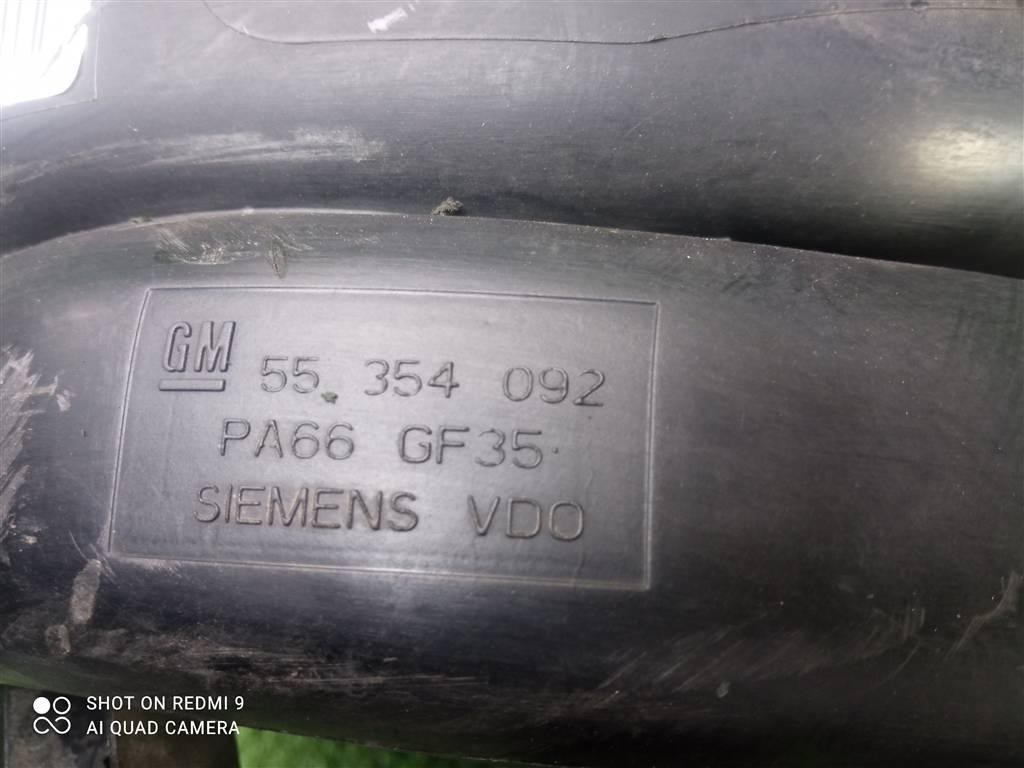 GM 55 354 092
PA66 GF35
SIEMENS VDO
SHOT ON REDMI 9
AI QUAD CAMERA